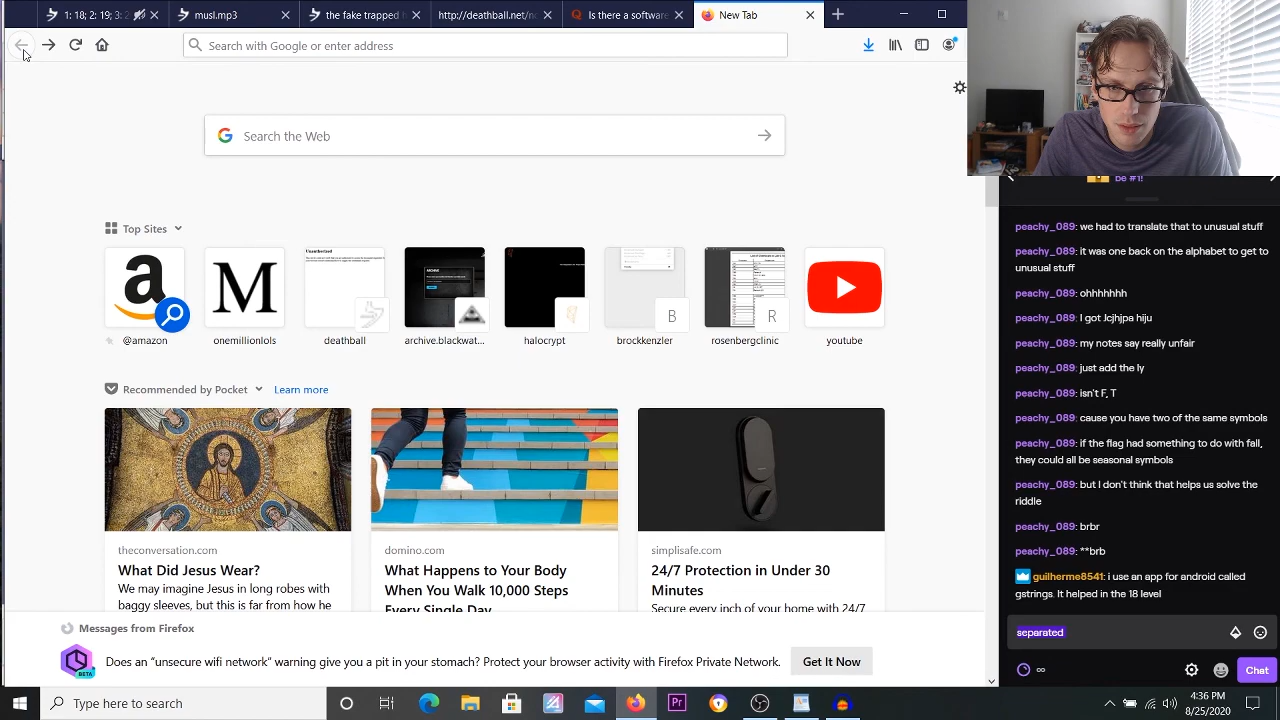 1; 18; 2; 19; 3; 2
musl.mp3
the fake trapped h
http://deathball.net/n
Is there a software
New Tab
Search with Google or enter address
Search the Web
be #1!
Top Sites
@amazon
onemillionlols
deathball
archive.blackwat...
halocrypt
brockkenzler
rosenbergclinic
youtube
Unauthorized
M
B
R
Recommended by Pocket
Learn more
theconversation.com
What Did Jesus Wear?
We may imagine Jesus in long robes with
baggy sleeves, but this is far from how he
domino.com
What Happens to Your Body
When You Walk 10,000 Steps
Every Single Day
simplisafe.com
24/7 Protection in Under 30
Minutes
Secure every inch of your home with 24/7
Messages from Firefox
BETA
Does an “unsecure wifi network” warning give you a pit in your stomach? Protect your browser activity with Firefox Private Network.
Get It Now
peachy_089: we had to translate that to unusual stuff
peachy_089: it was one back on the alphabet to get to
unusual stuff
peachy_089: ohhhhhhh
peachy_089: I got Jcjhjpa hiju
peachy_089: my notes say really unfair
peachy_089: just add the ly
peachy_089: isn't F, T
peachy_089: cause you have two of the same symbols
peachy_089: if the flag had something to do with fall,
they could all be seasonal symbols
peachy_089: but I don't think that helps us solve the
riddle
peachy_089: brbr
peachy_089: **brb
guilherme8541: i use an app for android called
gstrings. It helped in the 18 level
separated
∞
Chat
Type here to search
Pr
4:36 PM
8/25/2020